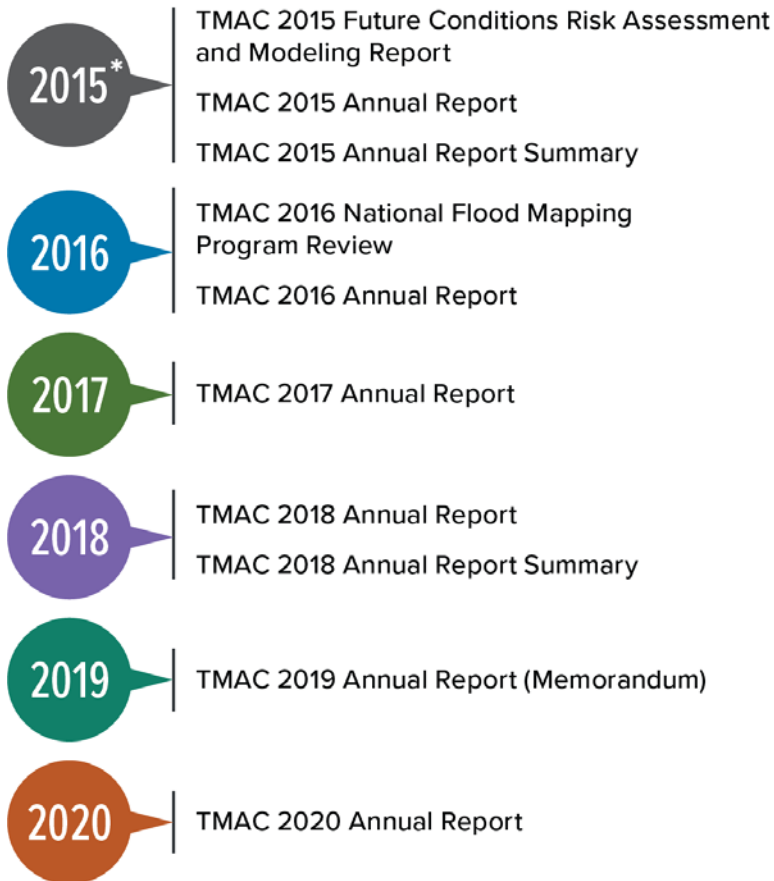 2015*
TMAC 2015 Future Conditions Risk Assessment
and Modeling Report
TMAC 2015 Annual Report
TMAC 2015 Annual Report Summary
2016
TMAC 2016 National Flood Mapping
Program Review
TMAC 2016 Annual Report
2017
TMAC 2017 Annual Report
2018
TMAC 2018 Annual Report
TMAC 2018 Annual Report Summary
2019
TMAC 2019 Annual Report (Memorandum)
2020
TMAC 2020 Annual Report